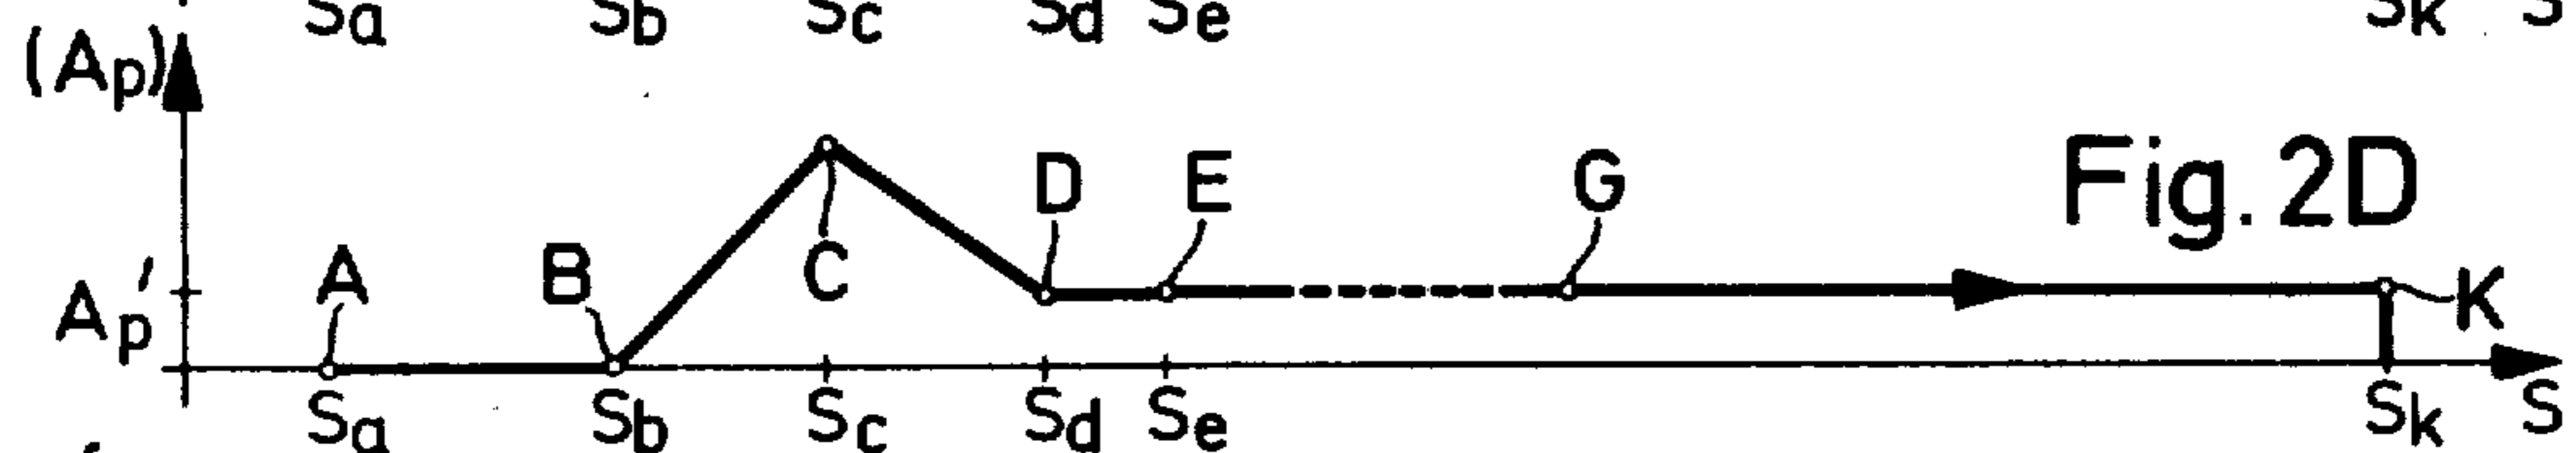 Sa Sb Sc Sd Se Sk S
(Ap)
D E G Fig. 2D
A B C K
Ap'
Sa Sb Sc Sd Se Sk S